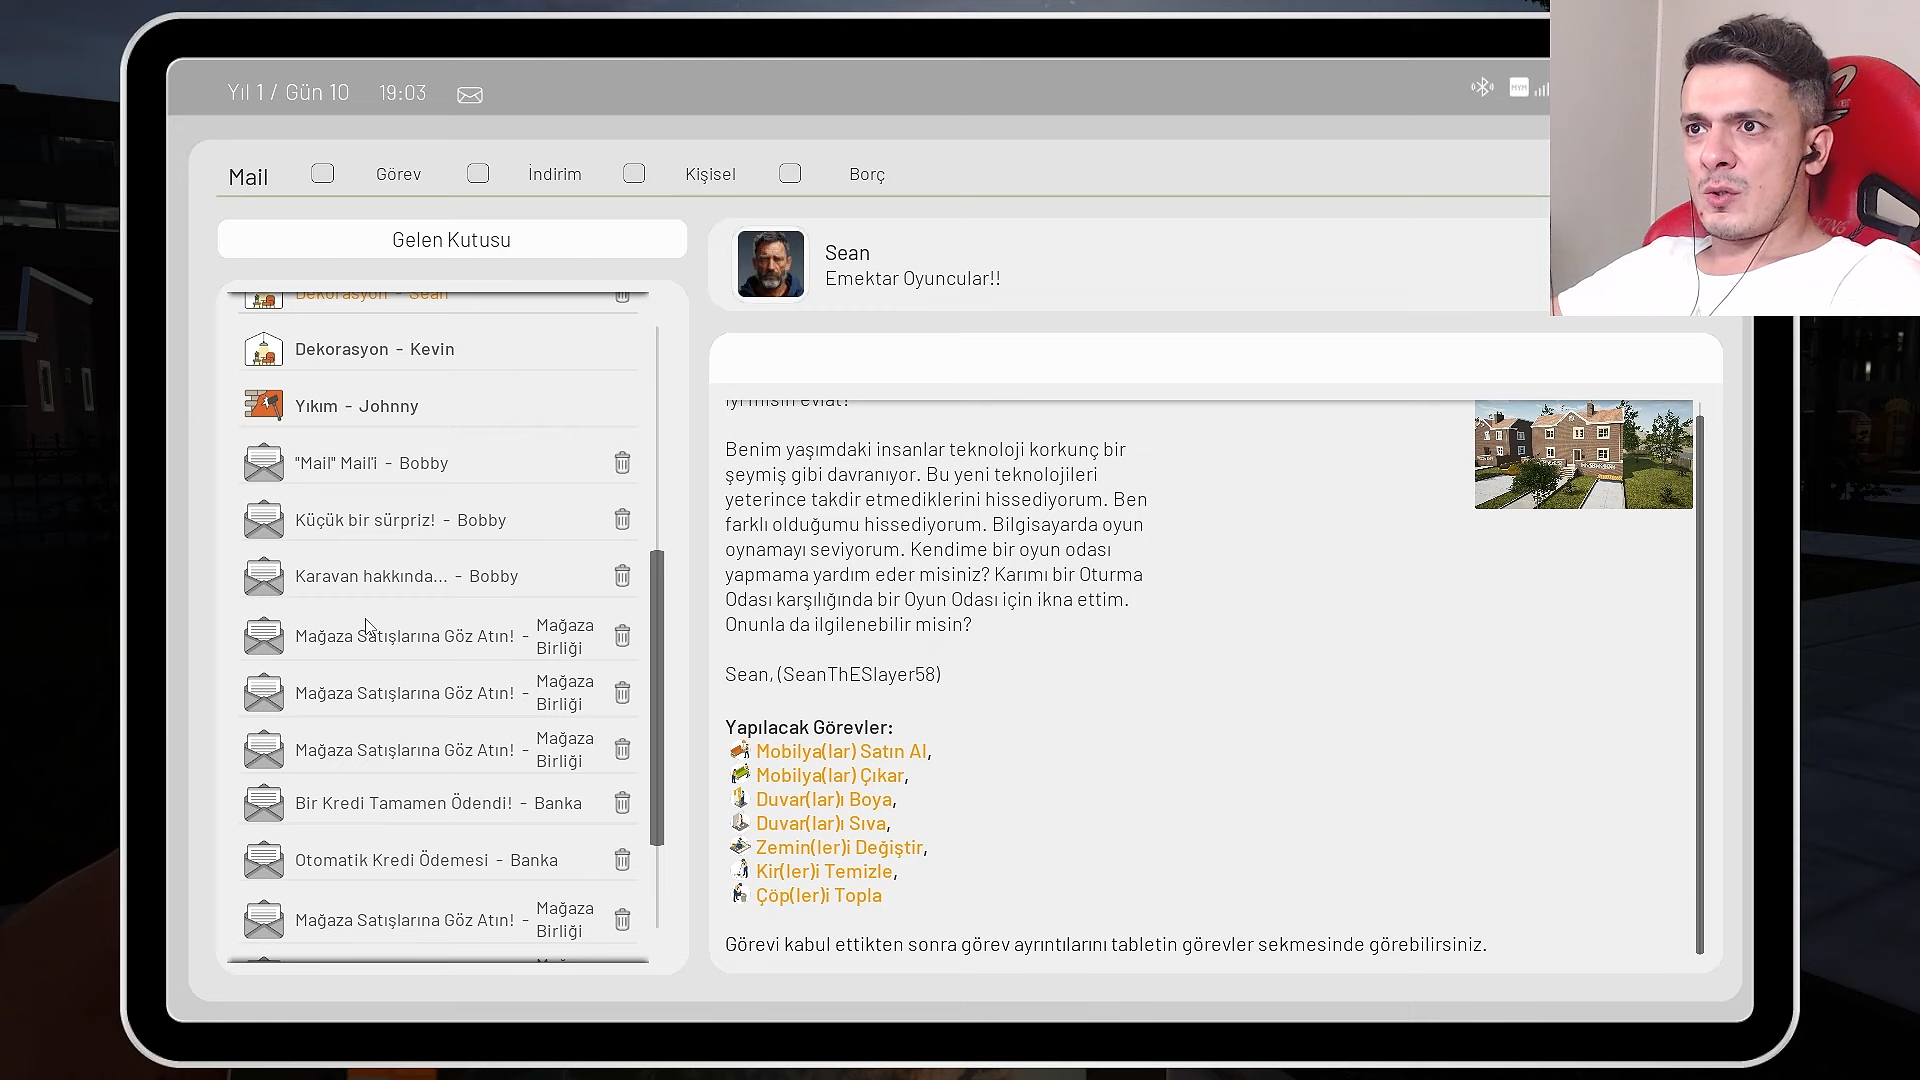 Yıl 1 / Gün 10 19:03
MYM
Mail Görev İndirim Kişisel Borç
Gelen Kutusu
Dekorasyon - Sean
Dekorasyon - Kevin
Yıkım - Johnny
"Mail" Mail'i - Bobby
Küçük bir sürpriz! - Bobby
Karavan hakkında... - Bobby
Mağaza Satışlarına Göz Atın! - Mağaza Birliği
Mağaza Satışlarına Göz Atın! - Mağaza Birliği
Mağaza Satışlarına Göz Atın! - Mağaza Birliği
Bir Kredi Tamamen Ödendi! - Banka
Otomatik Kredi Ödemesi - Banka
Mağaza Satışlarına Göz Atın! - Mağaza Birliği
Sean
Emektar Oyuncular!!
İyi misin evlat?
Benim yaşımdaki insanlar teknoloji korkunç bir
şeymiş gibi davranıyor. Bu yeni teknolojileri
yeterince takdir etmediklerini hissediyorum. Ben
farklı olduğumu hissediyorum. Bilgisayarda oyun
oynamayı seviyorum. Kendime bir oyun odası
yapmama yardım eder misiniz? Karımı bir Oturma
Odası karşılığında bir Oyun Odası için ikna ettim.
Onunla da ilgilenebilir misin?
Sean, (SeanThESlayer58)
Yapılacak Görevler:
Mobilya(lar) Satın Al,
Mobilya(lar) Çıkar,
Duvar(lar)ı Boya,
Duvar(lar)ı Sıva,
Zemin(ler)i Değiştir,
Kir(ler)i Temizle,
Çöp(ler)i Topla
Görevi kabul ettikten sonra görev ayrıntılarını tabletin görevler sekmesinde görebilirsiniz.